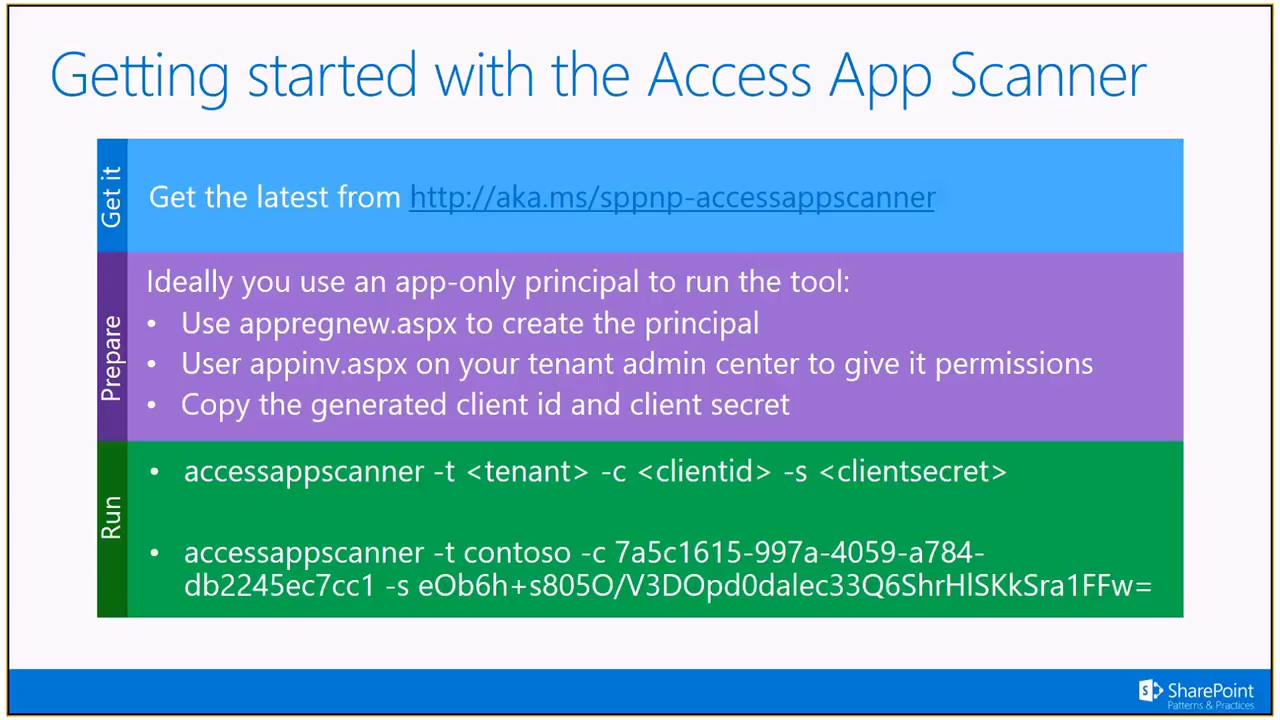 Getting started with the Access App Scanner
Get it
Get the latest from http://aka.ms/sppnp-accessappscanner
Prepare
Ideally you use an app-only principal to run the tool:
• Use appregnew.aspx to create the principal
• User appinv.aspx on your tenant admin center to give it permissions
• Copy the generated client id and client secret
Run
• accessappscanner -t <tenant> -c <clientid> -s <clientsecret>
• accessappscanner -t contoso -c 7a5c1615-997a-4059-a784-
db2245ec7cc1 -s eOb6h+s805O/V3DOpd0dalec33Q6ShrHlSKkSra1FFw=
SharePoint
Patterns & Practices